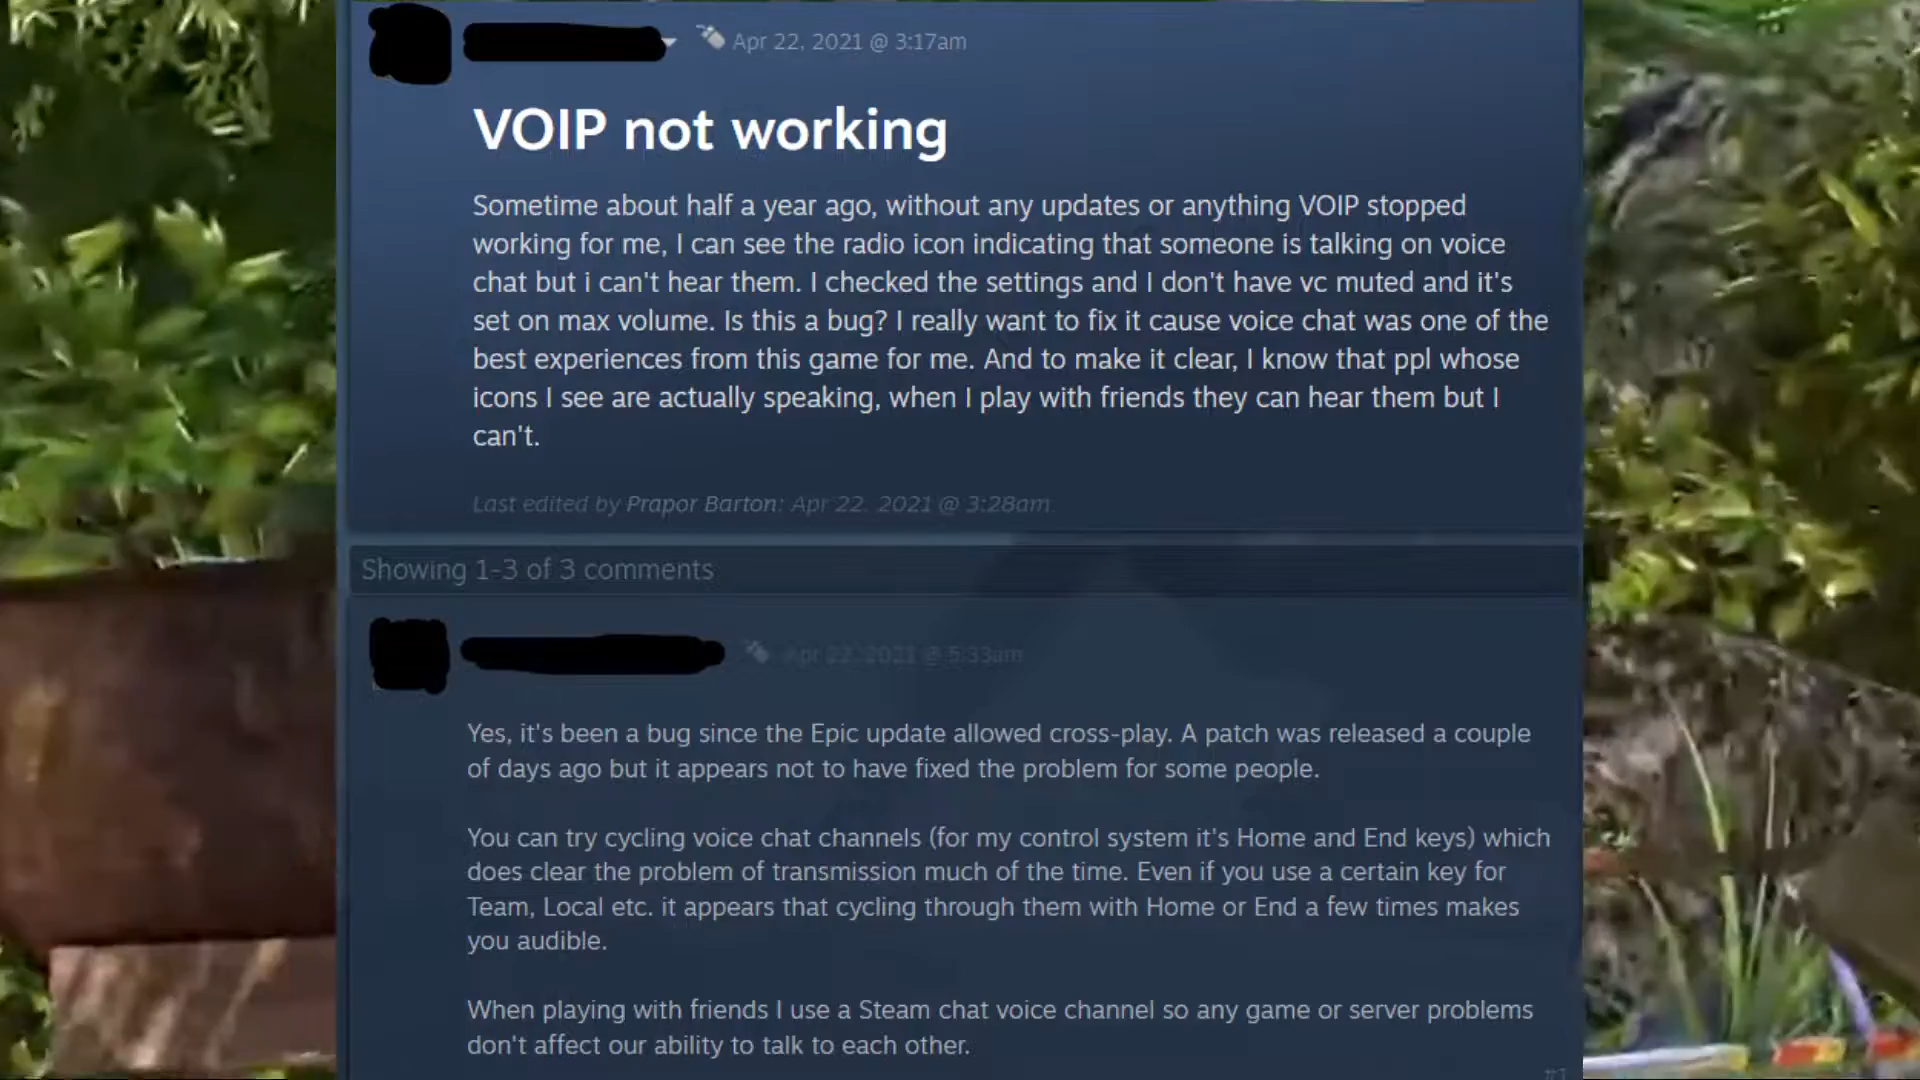 Apr 22, 2021 @ 3:17am
VOIP not working
Sometime about half a year ago, without any updates or anything VOIP stopped
working for me, I can see the radio icon indicating that someone is talking on voice
chat but i can't hear them. I checked the settings and I don't have vc muted and it's
set on max volume. Is this a bug? I really want to fix it cause voice chat was one of the
best experiences from this game for me. And to make it clear, I know that ppl whose
icons I see are actually speaking, when I play with friends they can hear them but I
can't.
Last edited by Prapor Barton: Apr 22, 2021 @ 3:28am
Showing 1-3 of 3 comments
Apr 22, 2021 @ 5:33am
Yes, it's been a bug since the Epic update allowed cross-play. A patch was released a couple
of days ago but it appears not to have fixed the problem for some people.
You can try cycling voice chat channels (for my control system it's Home and End keys) which
does clear the problem of transmission much of the time. Even if you use a certain key for
Team, Local etc. it appears that cycling through them with Home or End a few times makes
you audible.
When playing with friends I use a Steam chat voice channel so any game or server problems
don't affect our ability to talk to each other.